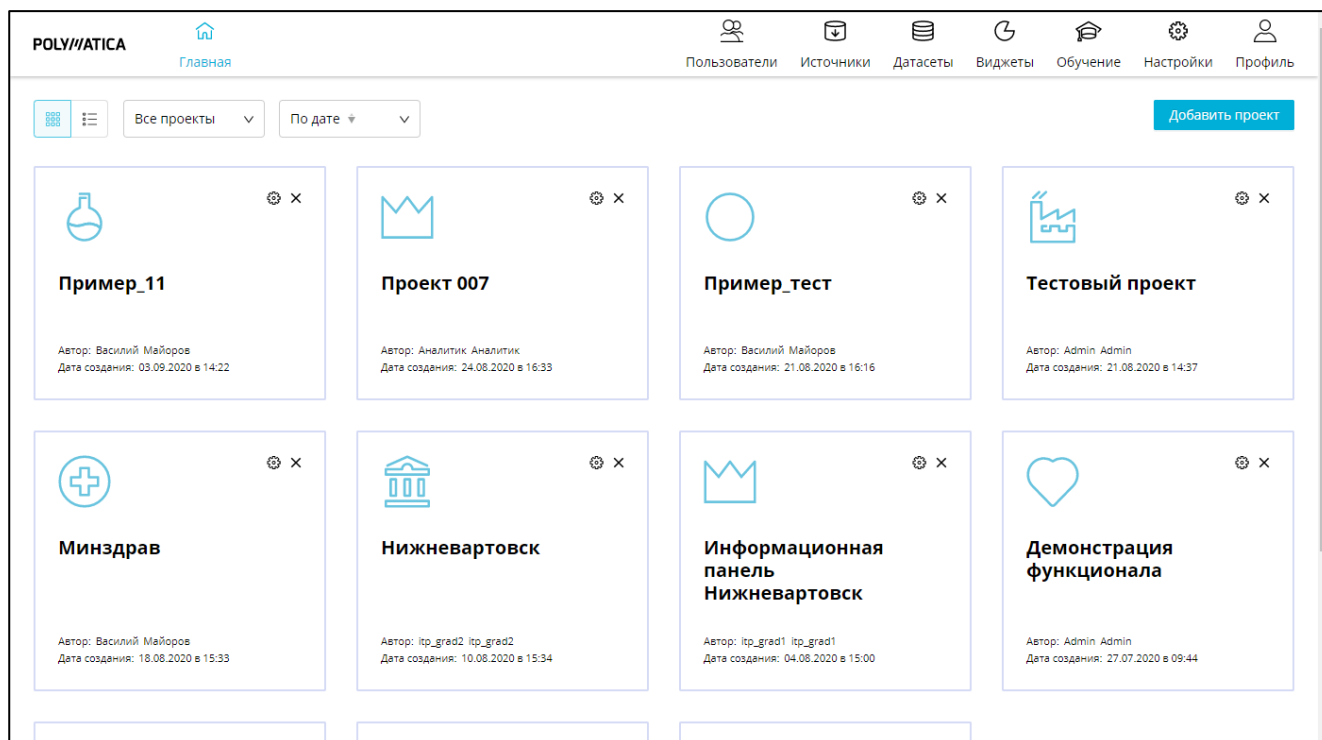 POLYMATICA
Главная
Пользователи
Источники
Датасеты
Виджеты
Обучение
Настройки
Профиль
Все проекты
По дате
Добавить проект
Пример_11
Автор: Василий Майоров
Дата создания: 03.09.2020 в 14:22
Проект 007
Автор: Аналитик Аналитик
Дата создания: 24.08.2020 в 16:33
Пример_тест
Автор: Василий Майоров
Дата создания: 21.08.2020 в 16:16
Тестовый проект
Автор: Admin Admin
Дата создания: 21.08.2020 в 14:37
Минздрав
Автор: Василий Майоров
Дата создания: 18.08.2020 в 15:33
Нижневартовск
Автор: itp_grad2 itp_grad2
Дата создания: 10.08.2020 в 15:34
Информационная
панель
Нижневартовск
Автор: itp_grad1 itp_grad1
Дата создания: 04.08.2020 в 15:00
Демонстрация
функционала
Автор: Admin Admin
Дата создания: 27.07.2020 в 09:44